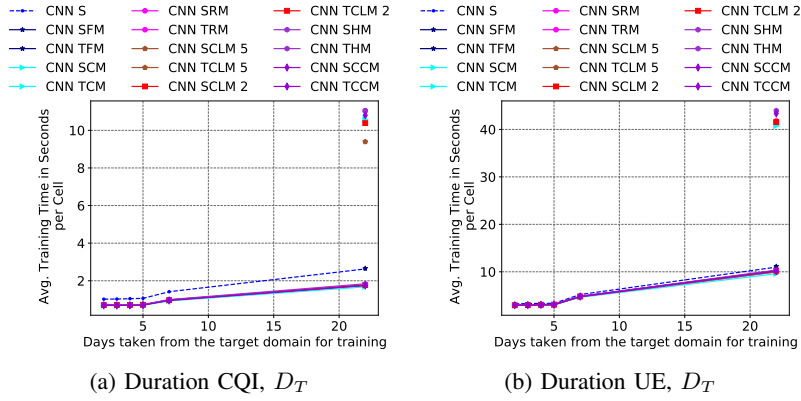 CNN S
CNN SFM
CNN TFM
CNN SCM
CNN TCM
CNN SRM
CNN TRM
CNN SCLM 5
CNN TCLM 5
CNN SCLM 2
CNN TCLM 2
CNN SHM
CNN THM
CNN SCCM
CNN TCCM
Avg. Training Time in Seconds
per Cell
10
8
6
4
2
5
10
15
20
Days taken from the target domain for training
(a) Duration CQI, D_T
CNN S
CNN SFM
CNN TFM
CNN SCM
CNN TCM
CNN SRM
CNN TRM
CNN SCLM 5
CNN TCLM 5
CNN SCLM 2
CNN TCLM 2
CNN SHM
CNN THM
CNN SCCM
CNN TCCM
Avg. Training Time in Seconds
per Cell
40
30
20
10
5
10
15
20
Days taken from the target domain for training
(b) Duration UE, D_T